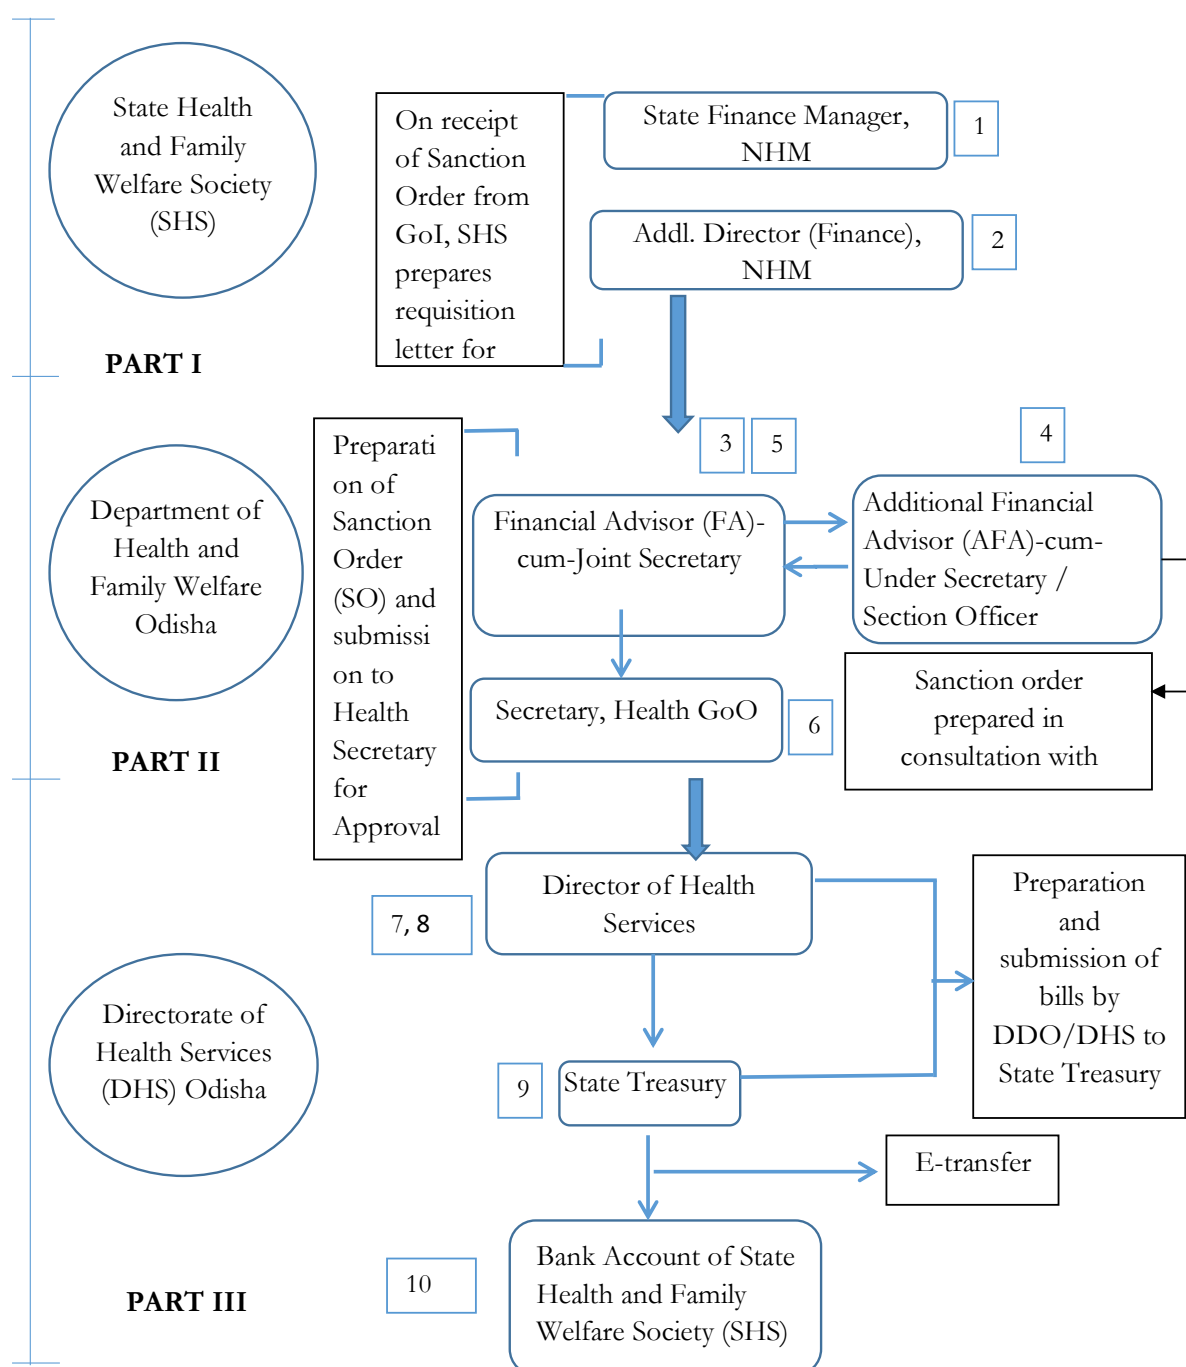 State Health
and Family
Welfare Society
(SHS)
PART I
On receipt
of Sanction
Order from
GoI, SHS
prepares
requisition
letter for
State Finance Manager,
NHM
1
Addl. Director (Finance),
NHM
2
Department of
Health and
Family Welfare
Odisha
PART II
Preparati
on of
Sanction
Order
(SO) and
submissi
on to
Health
Secretary
for
Approval
3
5
4
Financial Advisor (FA)-
cum-Joint Secretary
Additional Financial
Advisor (AFA)-cum-
Under Secretary /
Section Officer
Secretary, Health GoO
6
Sanction order
prepared in
consultation with
Directorate of
Health Services
(DHS) Odisha
PART III
7, 8
Director of Health
Services
Preparation
and
submission of
bills by
DDO/DHS to
State Treasury
9
State Treasury
E-transfer
10
Bank Account of State
Health and Family
Welfare Society (SHS)